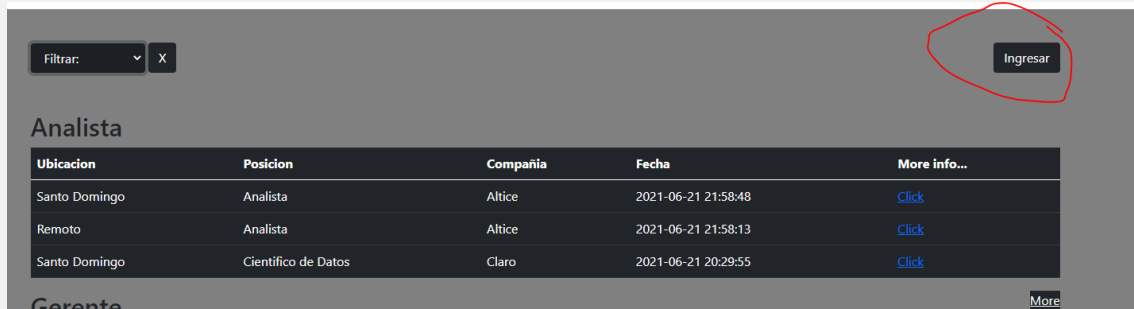 Filtrar: X Ingresar
Analista
Ubicacion Posicion Compañia Fecha More info...
Santo Domingo Analista Altice 2021-06-21 21:58:48 Click
Remoto Analista Altice 2021-06-21 21:58:13 Click
Santo Domingo Cientifico de Datos Claro 2021-06-21 20:29:55 Click
Gerente More